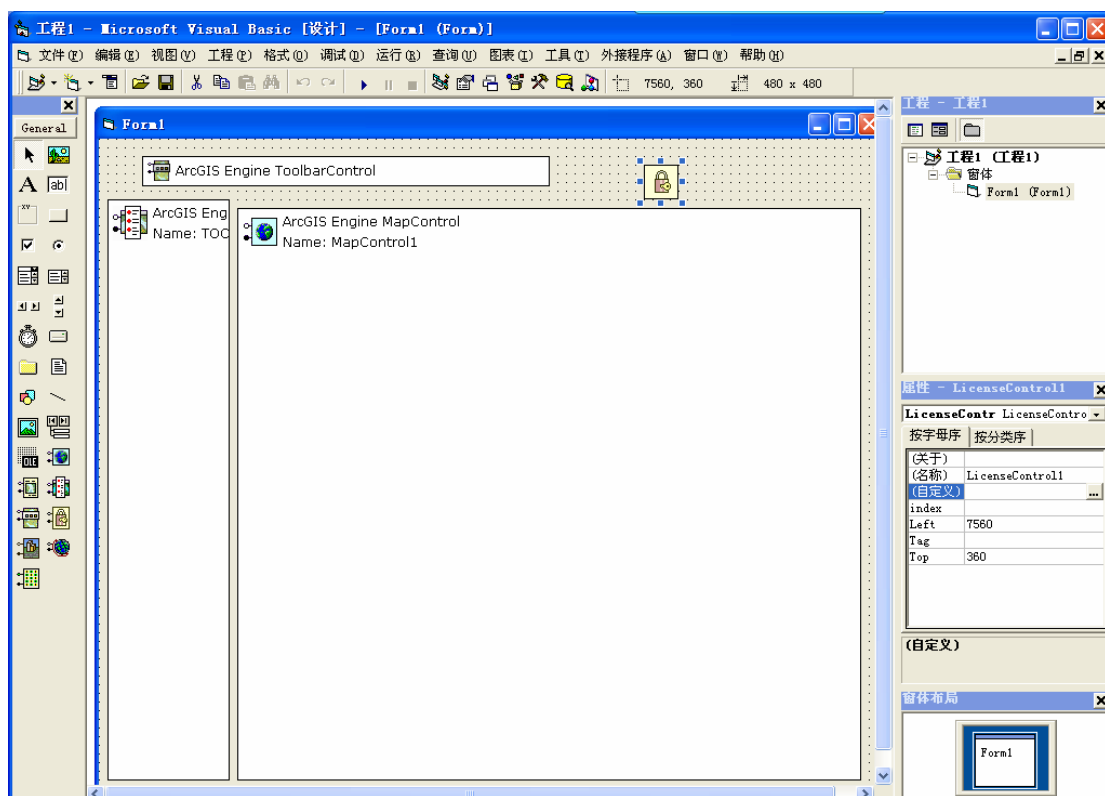 工程1 - Microsoft Visual Basic [设计] - [Form1 (Form)]
文件(F) 编辑(E) 视图(V) 工程(P) 格式(O) 调试(D) 运行(R) 查询(U) 图表(I) 工具(T) 外接程序(A) 窗口(W) 帮助(H)
7560, 360 480 x 480
General
A ab|
XY
OLE
Form1
ArcGIS Engine ToolbarControl
ArcGIS Eng
Name: TOC
ArcGIS Engine MapControl
Name: MapControl1
工程 - 工程1
工程1 (工程1)
窗体
Form1 (Form1)
属性 - LicenseControl1
LicenseContr LicenseContro
按字母序 按分类序
(关于)
(名称) LicenseControl1
(自定义) ...
index
Left 7560
Tag
Top 360
(自定义)
窗体布局
Form1